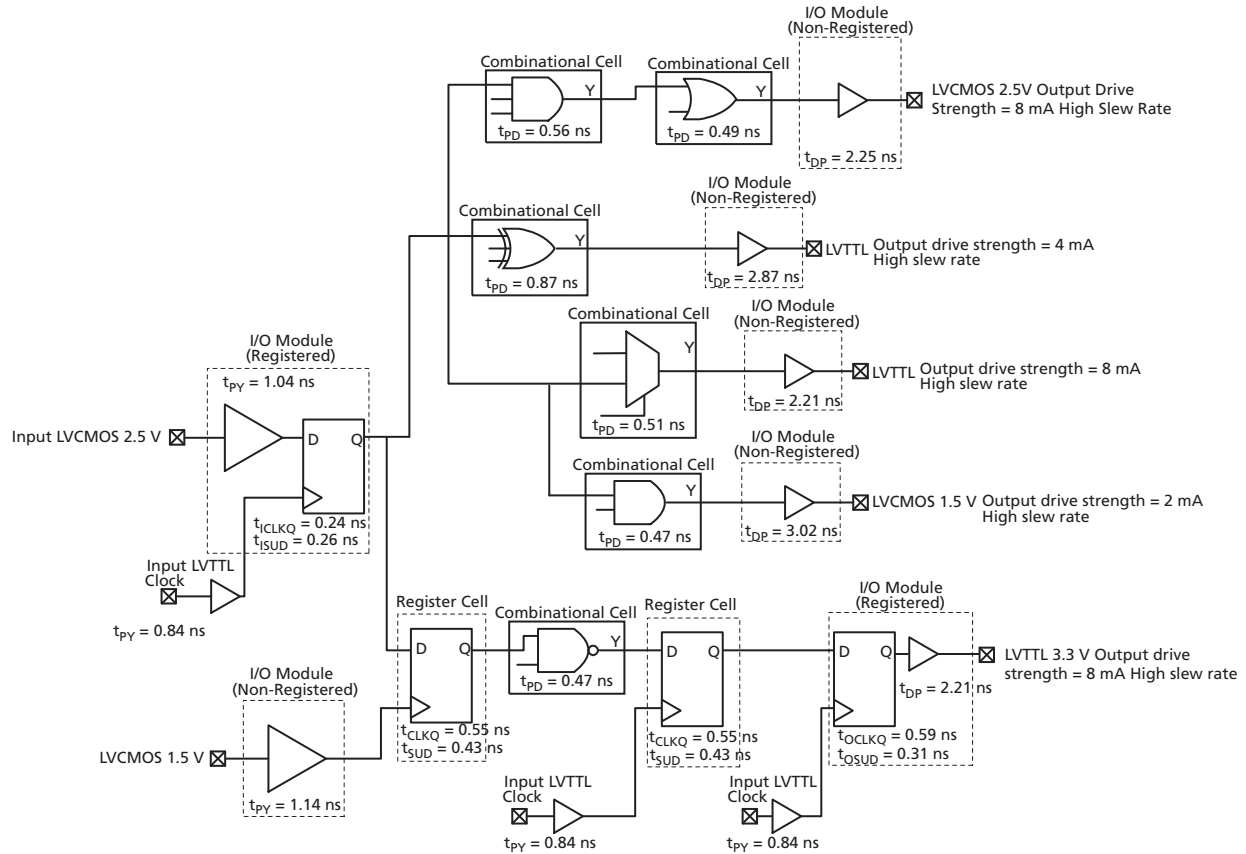 I/O Module
(Non-Registered)
Combinational Cell
Y
tPD = 0.56 ns
Combinational Cell
Y
tPD = 0.49 ns
tDP = 2.25 ns
LVCMOS 2.5V Output Drive
Strength = 8 mA High Slew Rate
I/O Module
(Non-Registered)
Combinational Cell
Y
tPD = 0.87 ns
tDP = 2.87 ns
LVTTL Output drive strength = 4 mA
High slew rate
Combinational Cell
Y
tPD = 0.51 ns
I/O Module
(Non-Registered)
tDP = 2.21 ns
LVTTL Output drive strength = 8 mA
High slew rate
I/O Module
(Registered)
tPY = 1.04 ns
Input LVCMOS 2.5 V
D Q
tICLKQ = 0.24 ns
tISUD = 0.26 ns
Input LVTTL
Clock
tPY = 0.84 ns
Combinational Cell
Y
tPD = 0.47 ns
I/O Module
(Non-Registered)
tDP = 3.02 ns
LVCMOS 1.5 V Output drive strength = 2 mA
High slew rate
I/O Module
(Non-Registered)
LVCMOS 1.5 V
tPY = 1.14 ns
Register Cell
D Q
tCLKQ = 0.55 ns
tSUD = 0.43 ns
Combinational Cell
Y
tPD = 0.47 ns
Register Cell
D Q
tCLKQ = 0.55 ns
tSUD = 0.43 ns
Input LVTTL
Clock
tPY = 0.84 ns
I/O Module
(Registered)
D Q
tDP = 2.21 ns
tOCLKQ = 0.59 ns
tOSUD = 0.31 ns
LVTTL 3.3 V Output drive
strength = 8 mA High slew rate
Input LVTTL
Clock
tPY = 0.84 ns